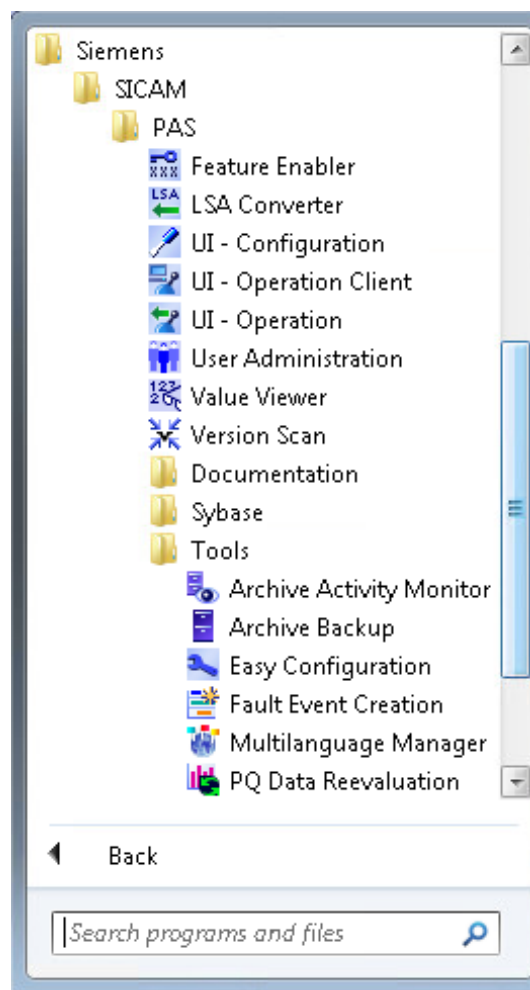 Siemens
SICAM
PAS
XXX Feature Enabler
LSA LSA Converter
UI - Configuration
UI - Operation Client
UI - Operation
User Administration
Value Viewer
Version Scan
Documentation
Sybase
Tools
Archive Activity Monitor
Archive Backup
Easy Configuration
Fault Event Creation
Multilanguage Manager
PQ Data Reevaluation
Back
Search programs and files